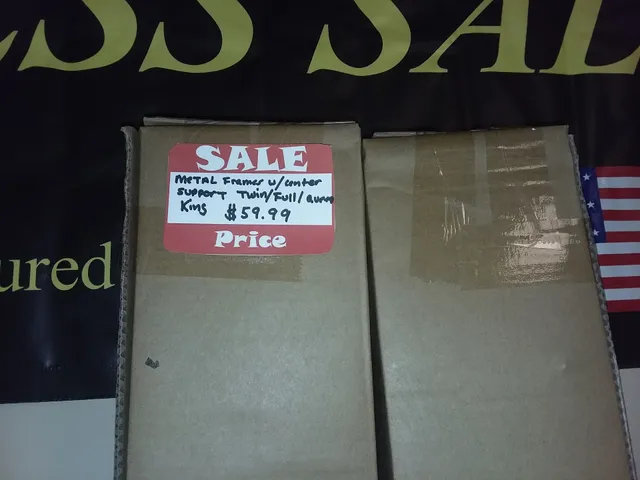 ESS SAL
SALE
METAL Frames w/center
support Twin/Full/Queen
King $59.99
Price
ured